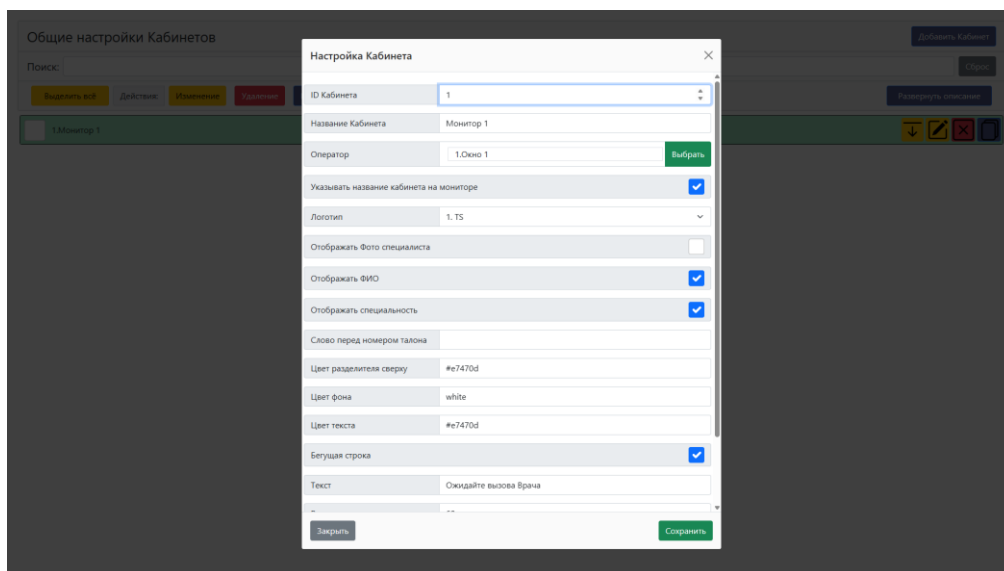 Общие настройки Кабинетов
Добавить Кабинет
Поиск:
Сброс
Выделить всё
Действия:
Изменение
Удаление
Развернуть описание
1.Монитор 1
Настройка Кабинета
ID Кабинета
1
Название Кабинета
Монитор 1
Оператор
1.Окно 1
Выбрать
Указывать название кабинета на мониторе
Логотип
1. TS
Отображать Фото специалиста
Отображать ФИО
Отображать специальность
Слово перед номером талона
Цвет разделителя сверху
#e7470d
Цвет фона
white
Цвет текста
#e7470d
Бегущая строка
Текст
Ожидайте вызова Врача
Закрыть
Сохранить